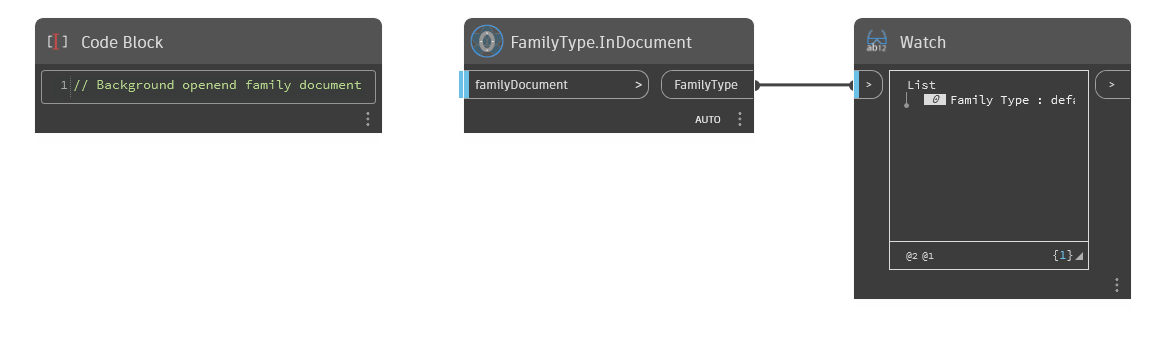 Code Block
1 // Background openend family document
FamilyType.InDocument
familyDocument >
FamilyType
AUTO
Watch
>
List
0 Family Type : defa
@2 @1
{1}
>